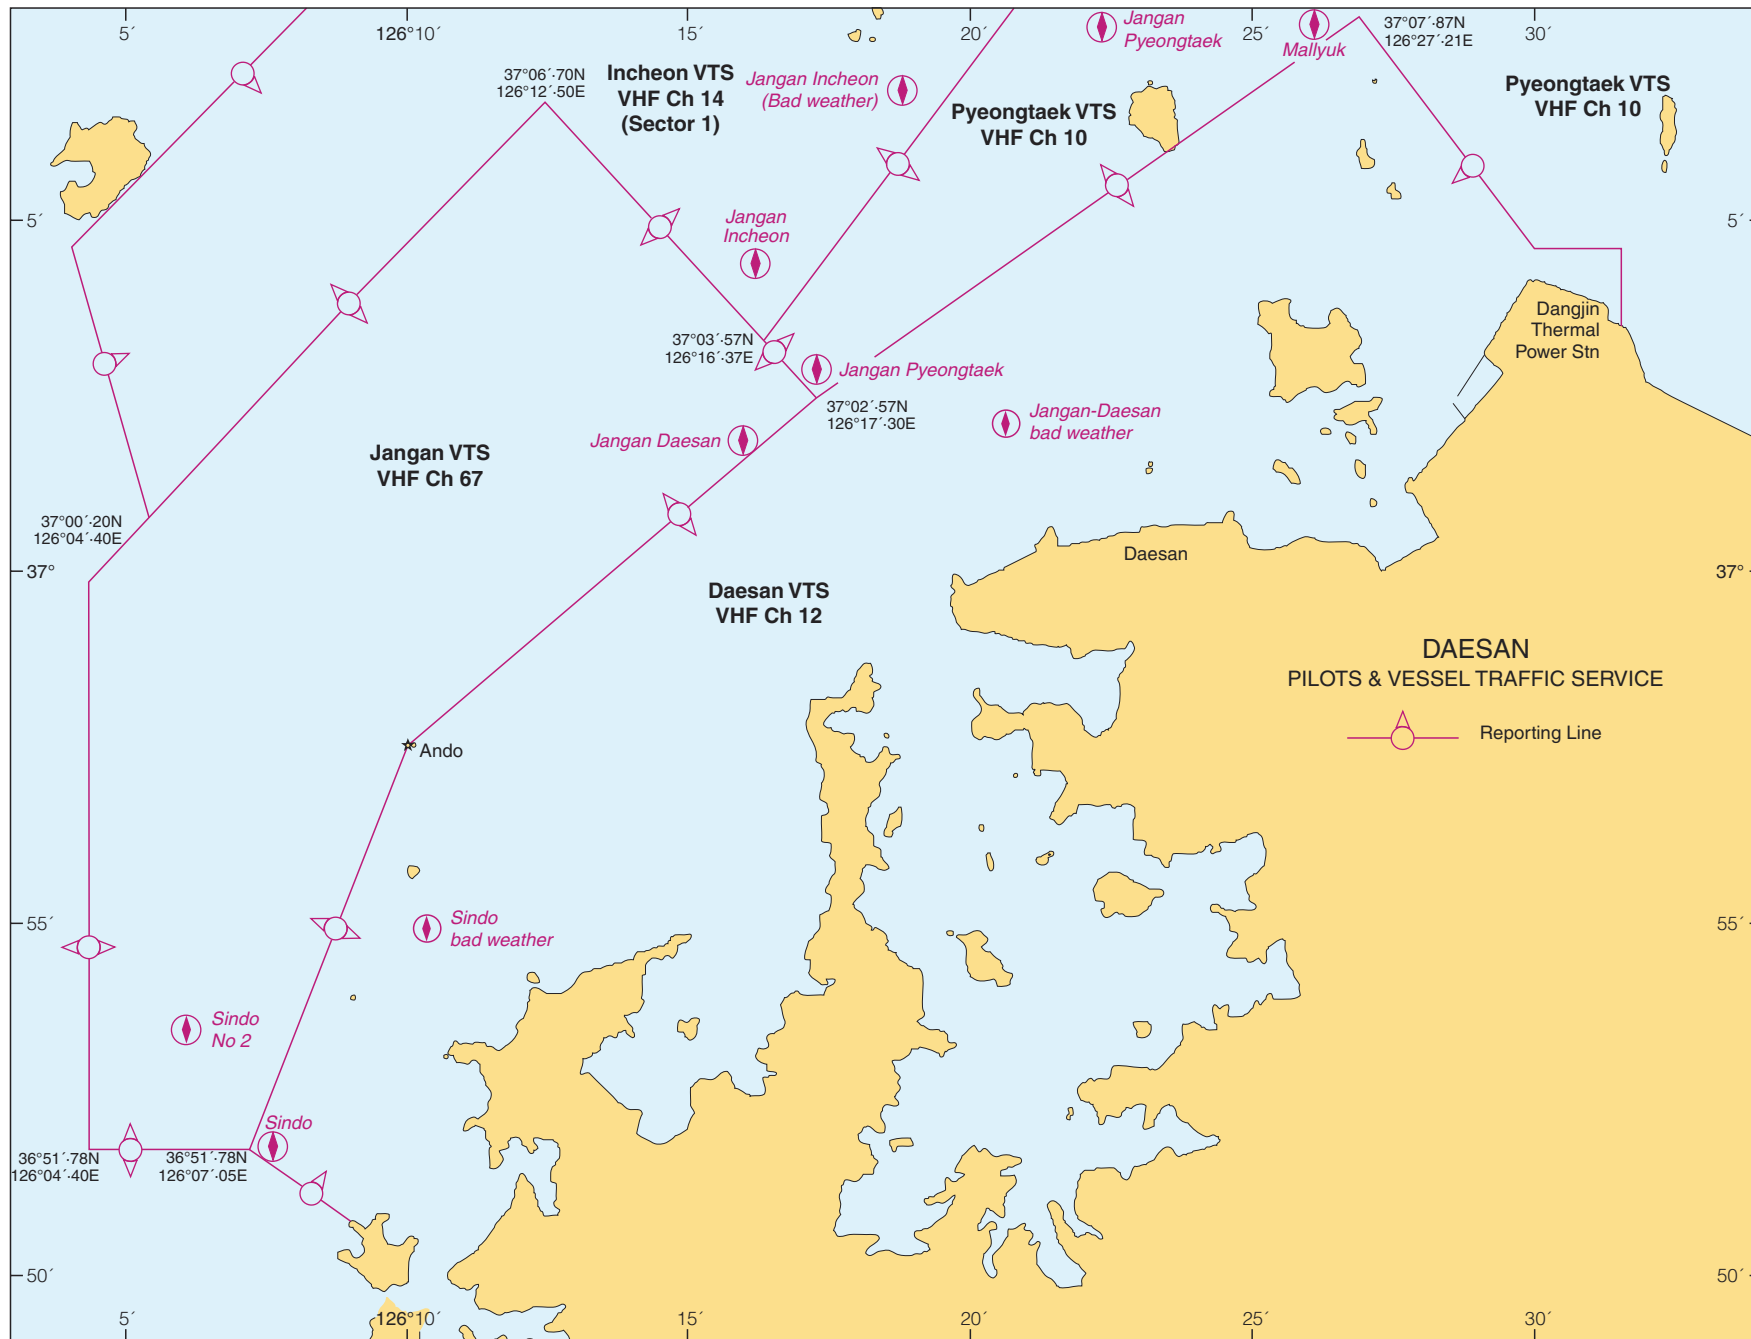 5´
126°10´
15´
20´
25´
30´
Jangan
Pyeongtaek
Mallyuk
37°07´·87N
126°27´·21E
37°06´·70N
126°12´·50E
Incheon VTS
VHF Ch 14
(Sector 1)
Jangan Incheon
(Bad weather)
Pyeongtaek VTS
VHF Ch 10
Pyeongtaek VTS
VHF Ch 10
5´
5´
Jangan
Incheon
37°03´·57N
126°16´·37E
Jangan Pyeongtaek
Dangjin
Thermal
Power Stn
37°02´·57N
126°17´·30E
Jangan-Daesan
bad weather
Jangan Daesan
Jangan VTS
VHF Ch 67
37°00´·20N
126°04´·40E
37°
37°
Daesan
Daesan VTS
VHF Ch 12
DAESAN
PILOTS & VESSEL TRAFFIC SERVICE
Reporting Line
Ando
55´
55´
Sindo
bad weather
Sindo
No 2
Sindo
36°51´·78N
126°04´·40E
36°51´·78N
126°07´·05E
50´
50´
5´
126°10´
15´
20´
25´
30´